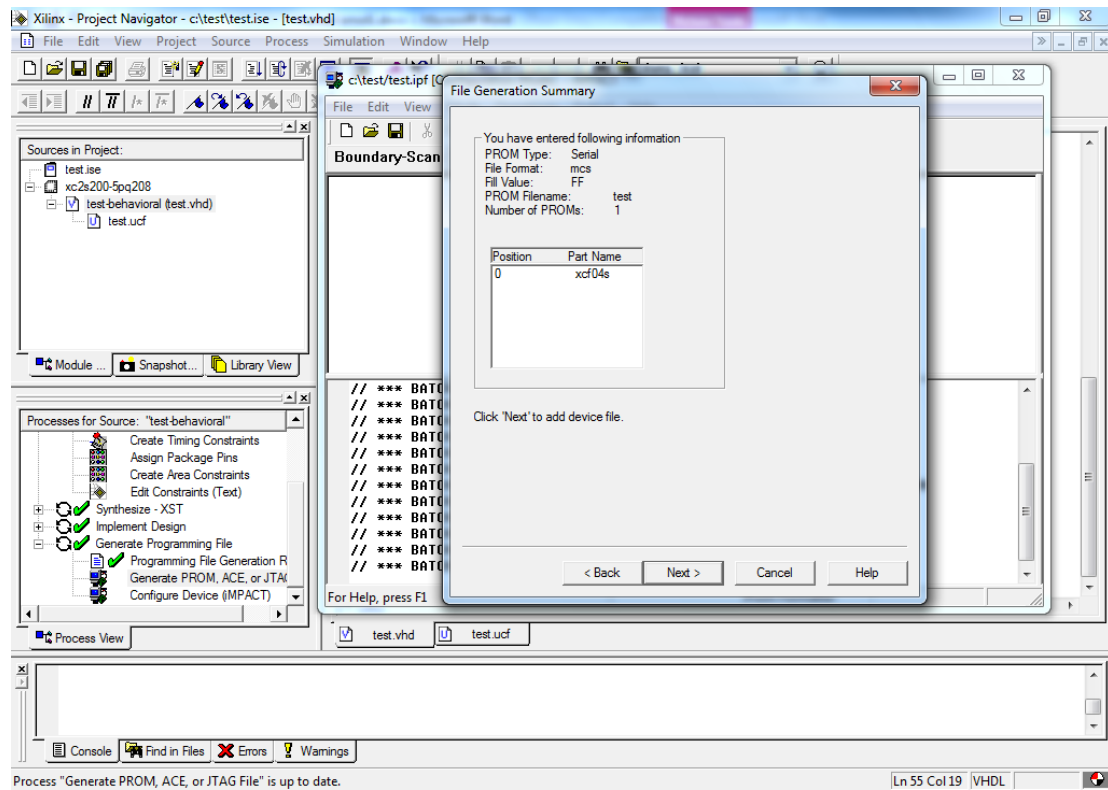 Xilinx - Project Navigator - c:\test\test.ise - [test.vhd]
File Edit View Project Source Process Simulation Window Help
c:\test/test.ipf [C
File Generation Summary
File Edit View
Boundary-Scan
Sources in Project:
test.ise
xc2s200-5pq208
test-behavioral (test.vhd)
test.ucf
Module ... Snapshot... Library View
You have entered following information
PROM Type: Serial
File Format: mcs
Fill Value: FF
PROM Filename: test
Number of PROMs: 1
Position Part Name
0 xcf04s
Click 'Next' to add device file.
< Back Next > Cancel Help
// *** BATC
// *** BATC
// *** BATC
// *** BATC
// *** BATC
// *** BATC
// *** BATC
// *** BATC
// *** BATC
// *** BATC
// *** BATC
// *** BATC
For Help, press F1
Processes for Source: "test-behavioral"
Create Timing Constraints
Assign Package Pins
Create Area Constraints
Edit Constraints (Text)
Synthesize - XST
Implement Design
Generate Programming File
Programming File Generation R
Generate PROM, ACE, or JTA
Configure Device (iMPACT)
Process View
test.vhd test.ucf
Console Find in Files Errors Warnings
Process "Generate PROM, ACE, or JTAG File" is up to date.
Ln 55 Col 19 VHDL